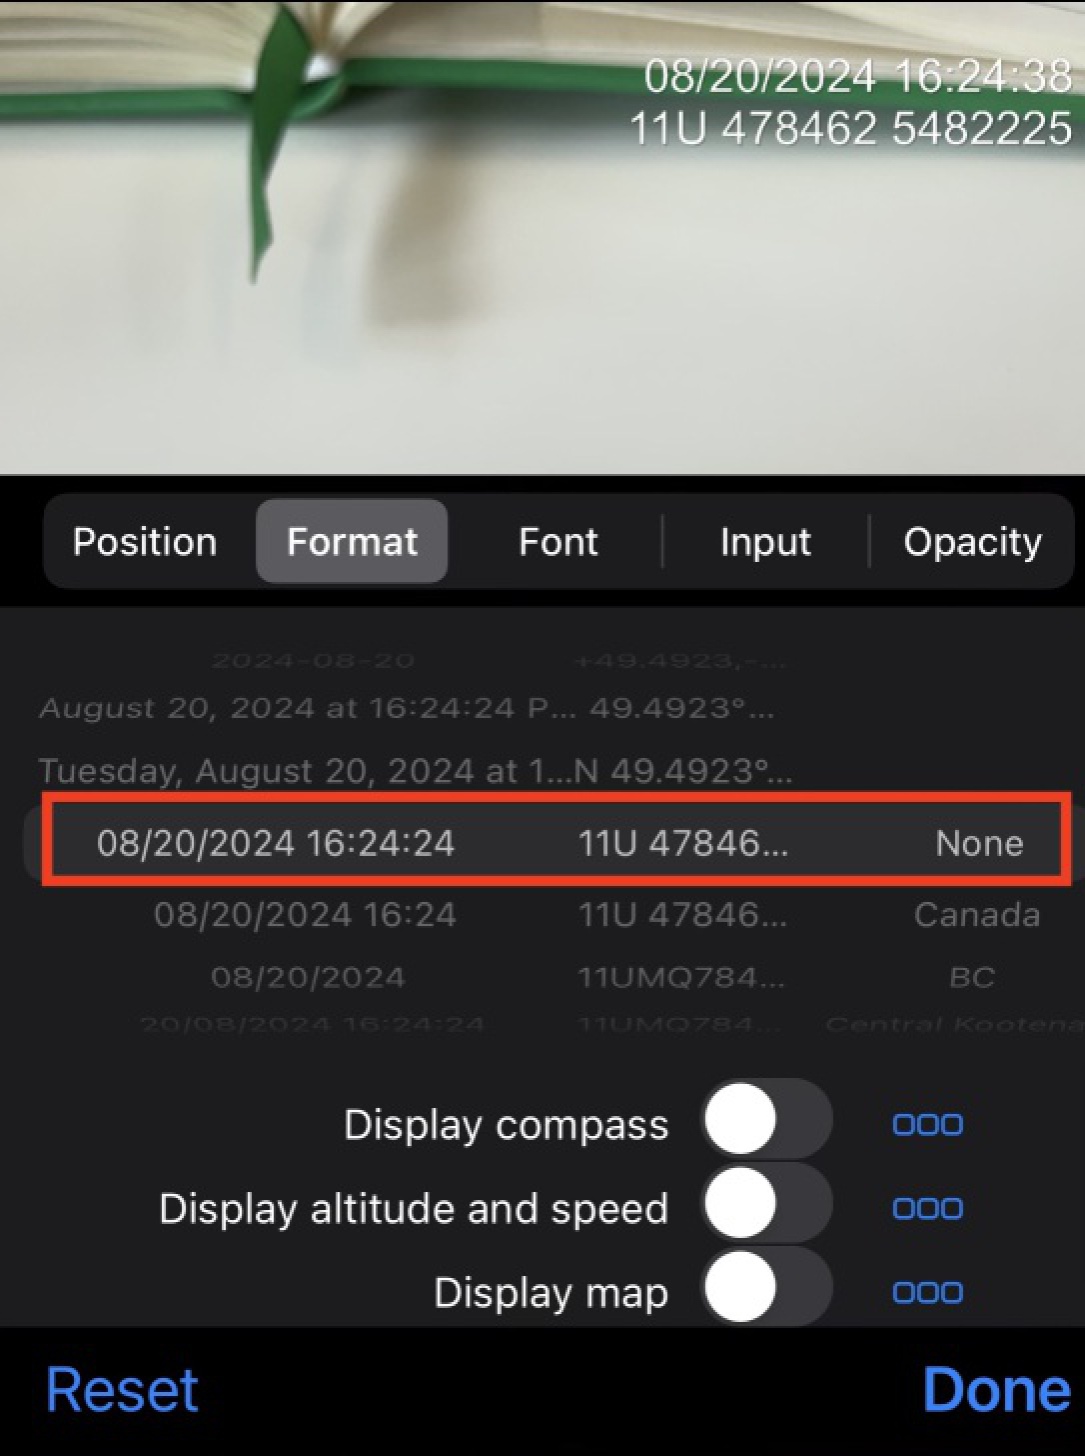 08/20/2024 16:24:38
11U 478462 5482225
Position Format Font Input Opacity
2024-08-20 +49.4923,-...
August 20, 2024 at 16:24:24 P... 49.4923°...
Tuesday, August 20, 2024 at 1...N 49.4923°...
08/20/2024 16:24:24 11U 47846... None
08/20/2024 16:24 11U 47846... Canada
08/20/2024 11UMQ784... BC
20/08/2024 16:24:24 11UMQ784... Central Kootena
Display compass
Display altitude and speed
Display map
Reset Done